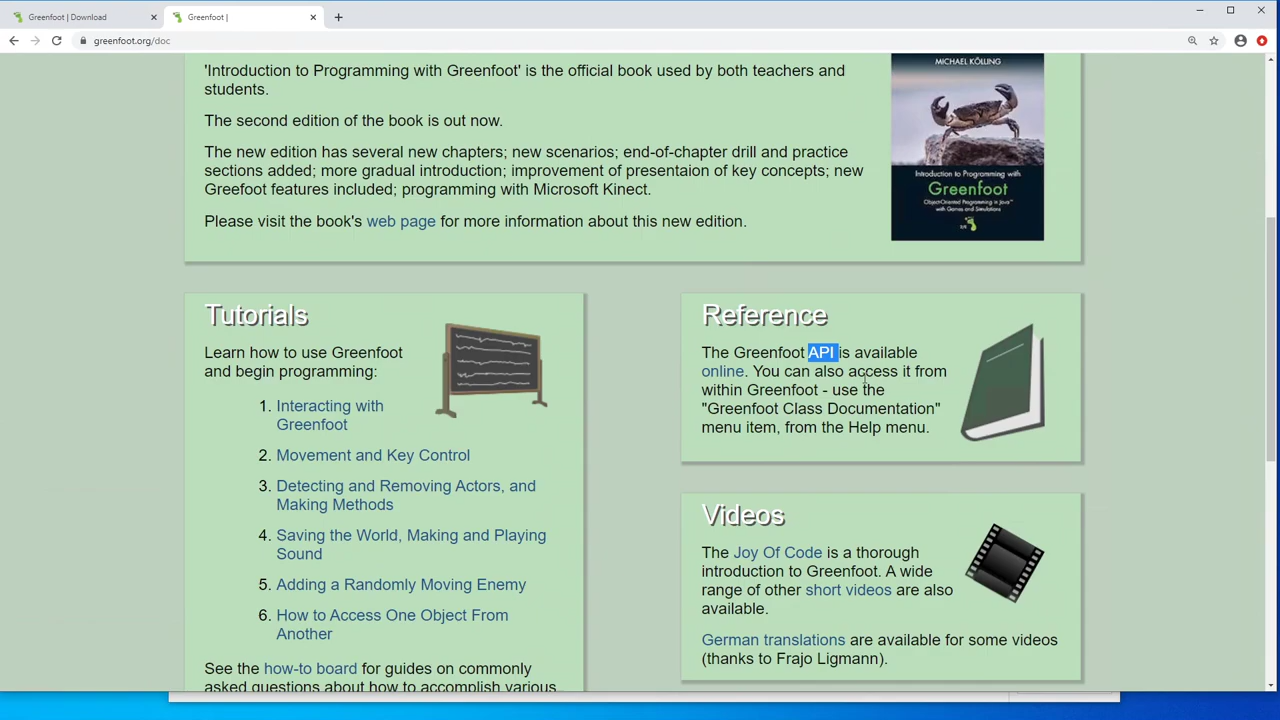 Greenfoot | Download
Greenfoot |
greenfoot.org/doc
'Introduction to Programming with Greenfoot' is the official book used by both teachers and
students.
The second edition of the book is out now.
The new edition has several new chapters; new scenarios; end-of-chapter drill and practice
sections added; more gradual introduction; improvement of presentaion of key concepts; new
Greefoot features included; programming with Microsoft Kinect.
Please visit the book's web page for more information about this new edition.
MICHAEL KÖLLING
Introduction to Programming with
Greenfoot
Object-Oriented Programming in Java™
with Games and Simulations
Tutorials
Learn how to use Greenfoot
and begin programming:
1. Interacting with
Greenfoot
2. Movement and Key Control
3. Detecting and Removing Actors, and
Making Methods
4. Saving the World, Making and Playing
Sound
5. Adding a Randomly Moving Enemy
6. How to Access One Object From
Another
See the how-to board for guides on commonly
asked questions about how to accomplish various
Reference
The Greenfoot API is available
online. You can also access it from
within Greenfoot - use the
"Greenfoot Class Documentation"
menu item, from the Help menu.
Videos
The Joy Of Code is a thorough
introduction to Greenfoot. A wide
range of other short videos are also
available.
German translations are available for some videos
(thanks to Frajo Ligmann).